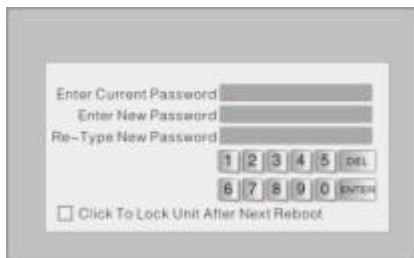 Enter Current Password
Enter New Password
Re-Type New Password
1 2 3 4 5 DEL
6 7 8 9 0 ENTER
Click To Lock Unit After Next Reboot